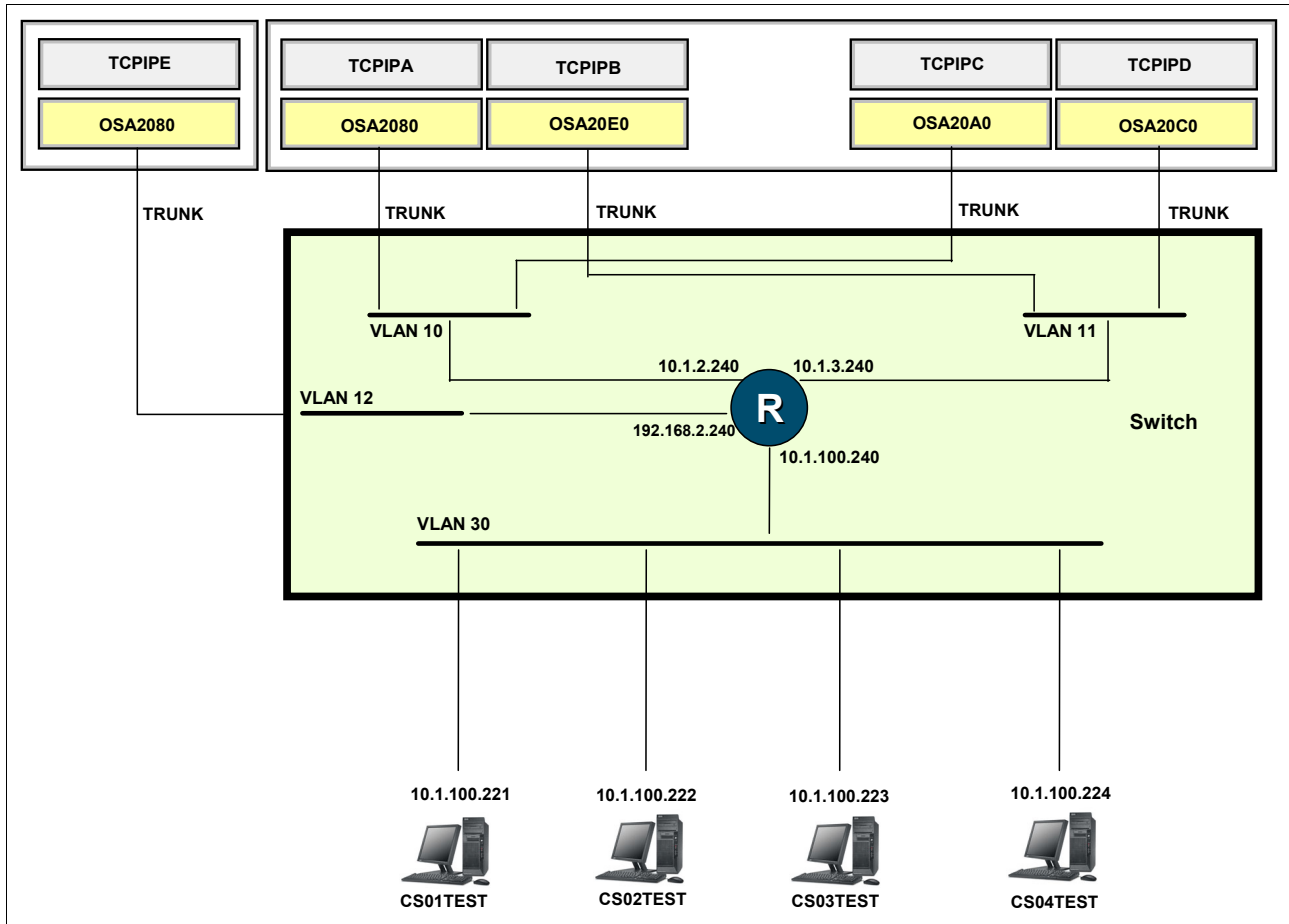 TCPIPE
TCPIPA
TCPIPB
TCPIPC
TCPIPD
OSA2080
OSA2080
OSA20E0
OSA20A0
OSA20C0
TRUNK
TRUNK
TRUNK
TRUNK
TRUNK
VLAN 10
VLAN 11
10.1.2.240
10.1.3.240
VLAN 12
R
192.168.2.240
Switch
10.1.100.240
VLAN 30
10.1.100.221
10.1.100.222
10.1.100.223
10.1.100.224
CS01TEST
CS02TEST
CS03TEST
CS04TEST